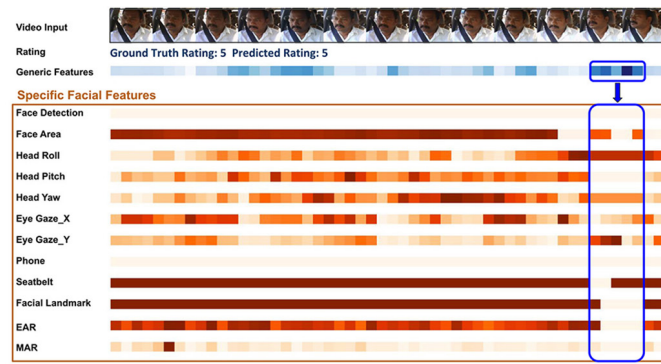 Video Input
Rating
Ground Truth Rating: 5 Predicted Rating: 5
Generic Features
Specific Facial Features
Face Detection
Face Area
Head Roll
Head Pitch
Head Yaw
Eye Gaze_X
Eye Gaze_Y
Phone
Seatbelt
Facial Landmark
EAR
MAR